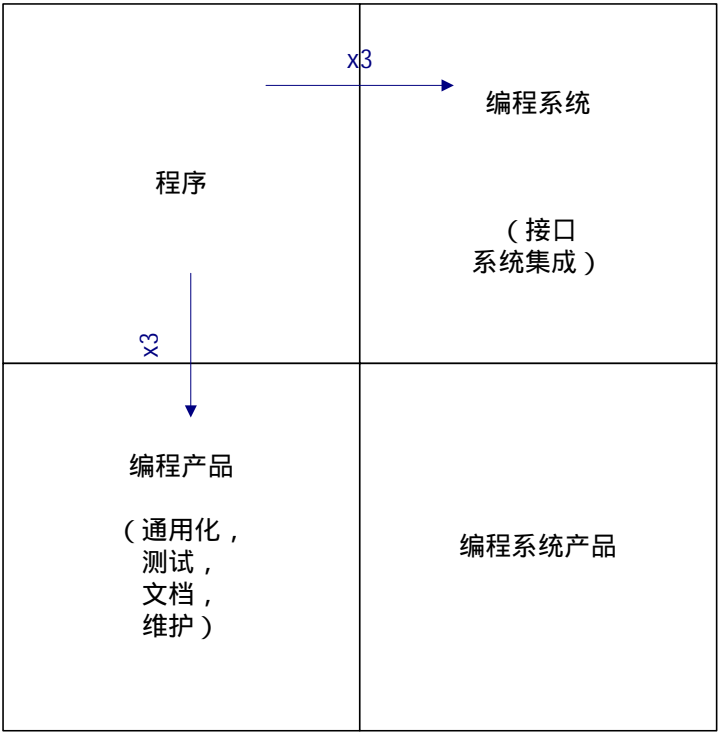 x3
编程系统
程序
（接口
系统集成）
x3
编程产品
（通用化，
测试，
文档，
维护）
编程系统产品